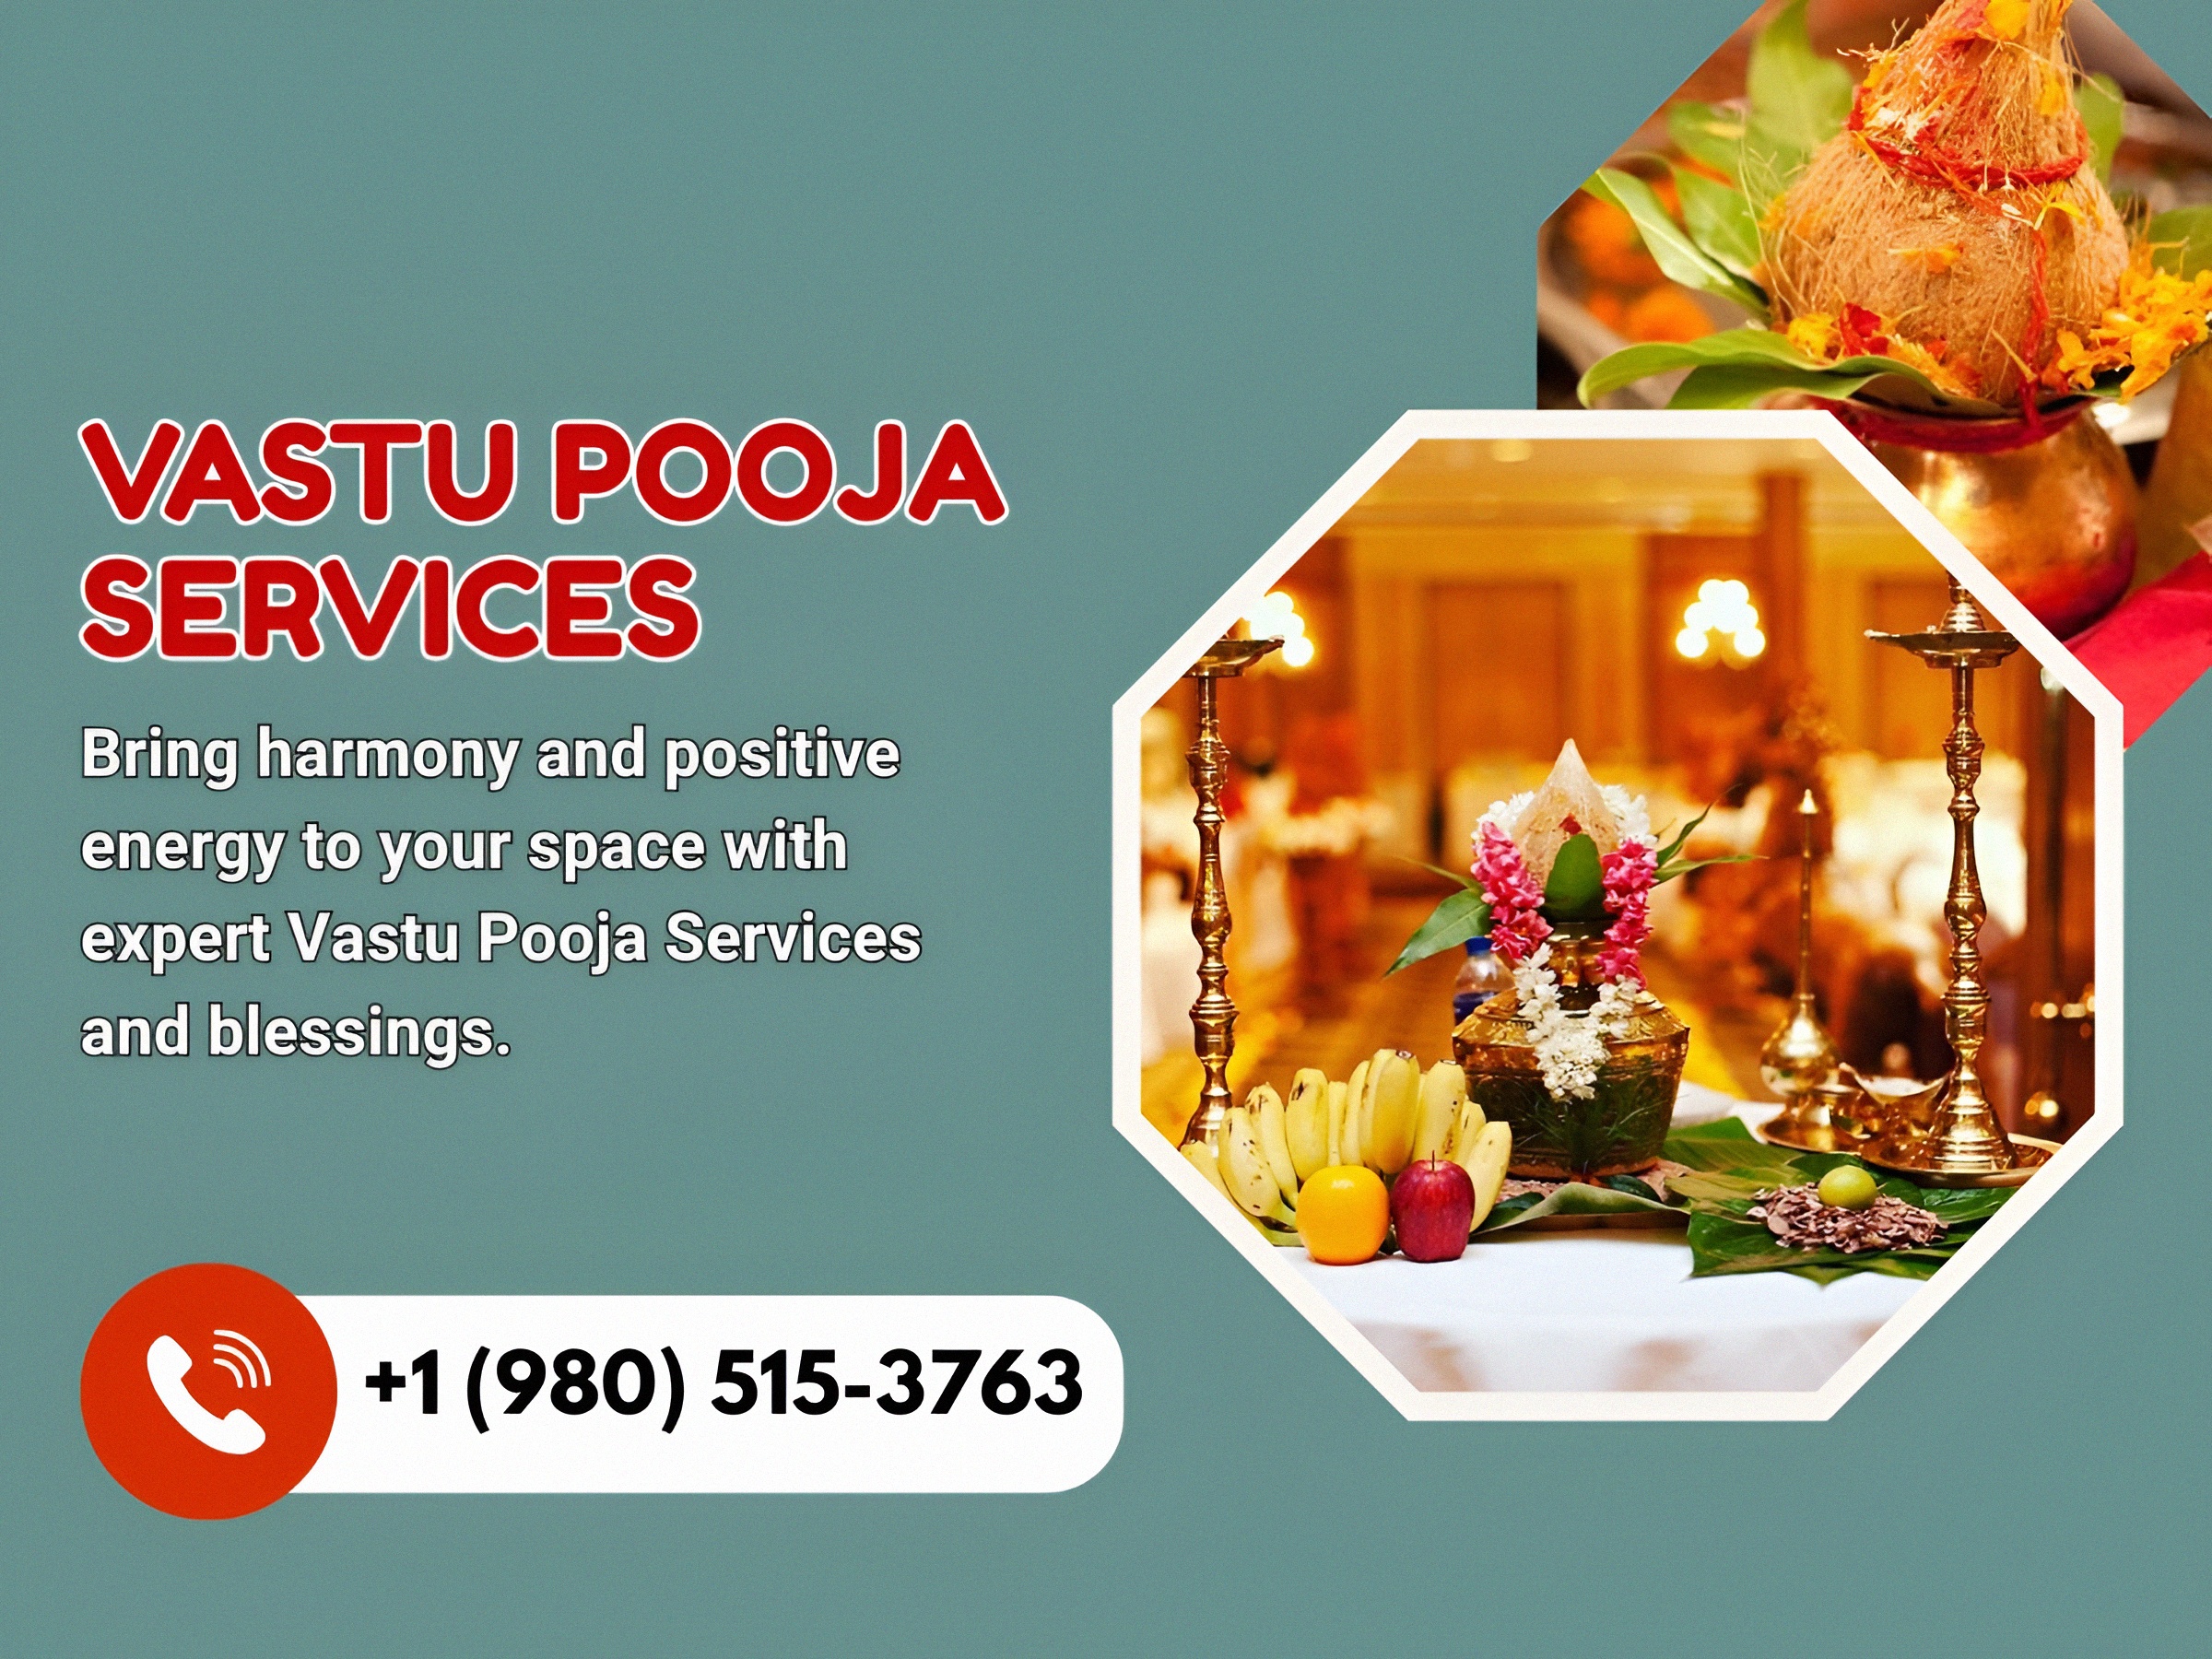 VASTU POOJA
SERVICES
Bring harmony and positive
energy to your space with
expert Vastu Pooja Services
and blessings.
+1 (980) 515-3763